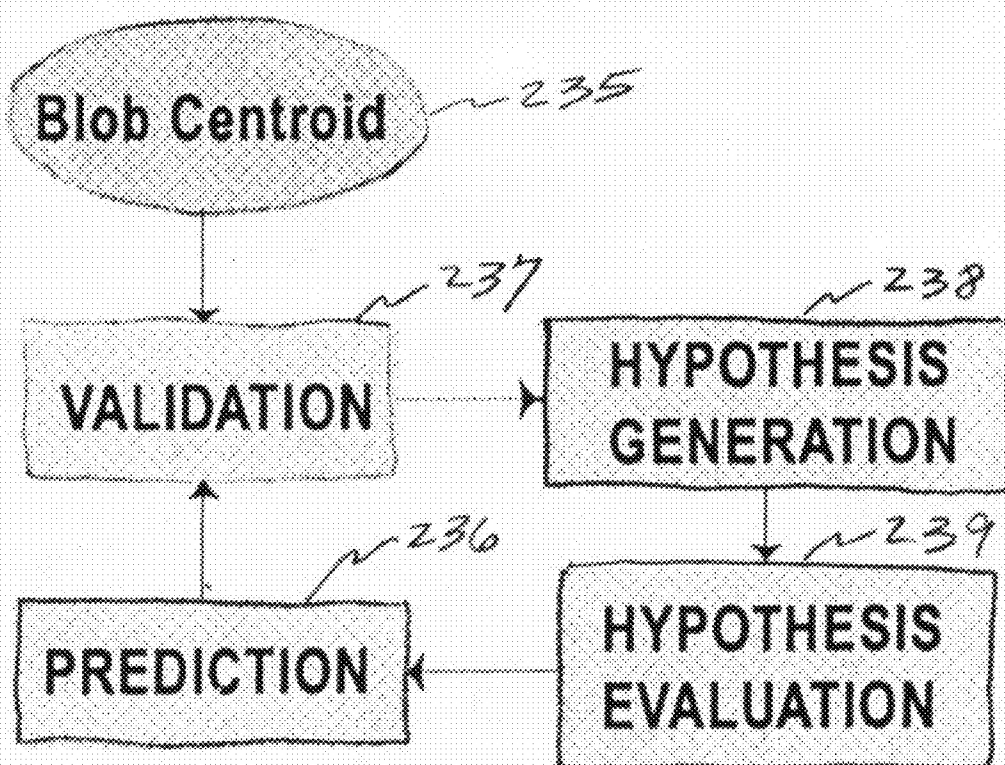 Blob Centroid
235
237
VALIDATION
238
HYPOTHESIS
GENERATION
236
PREDICTION
239
HYPOTHESIS
EVALUATION